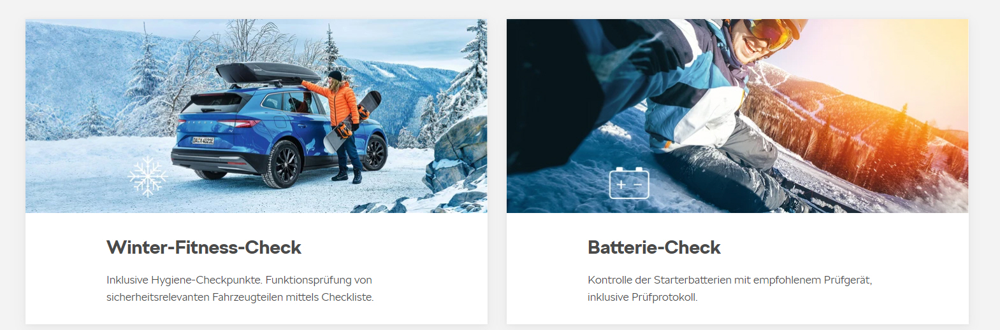 DA IX 4021E
Winter-Fitness-Check
Inklusive Hygiene-Checkpunkte. Funktionsprüfung von
sicherheitsrelevanten Fahrzeugteilen mittels Checkliste.
Batterie-Check
Kontrolle der Starterbatterien mit empfohlenem Prüfgerät,
inklusive Prüfprotokoll.